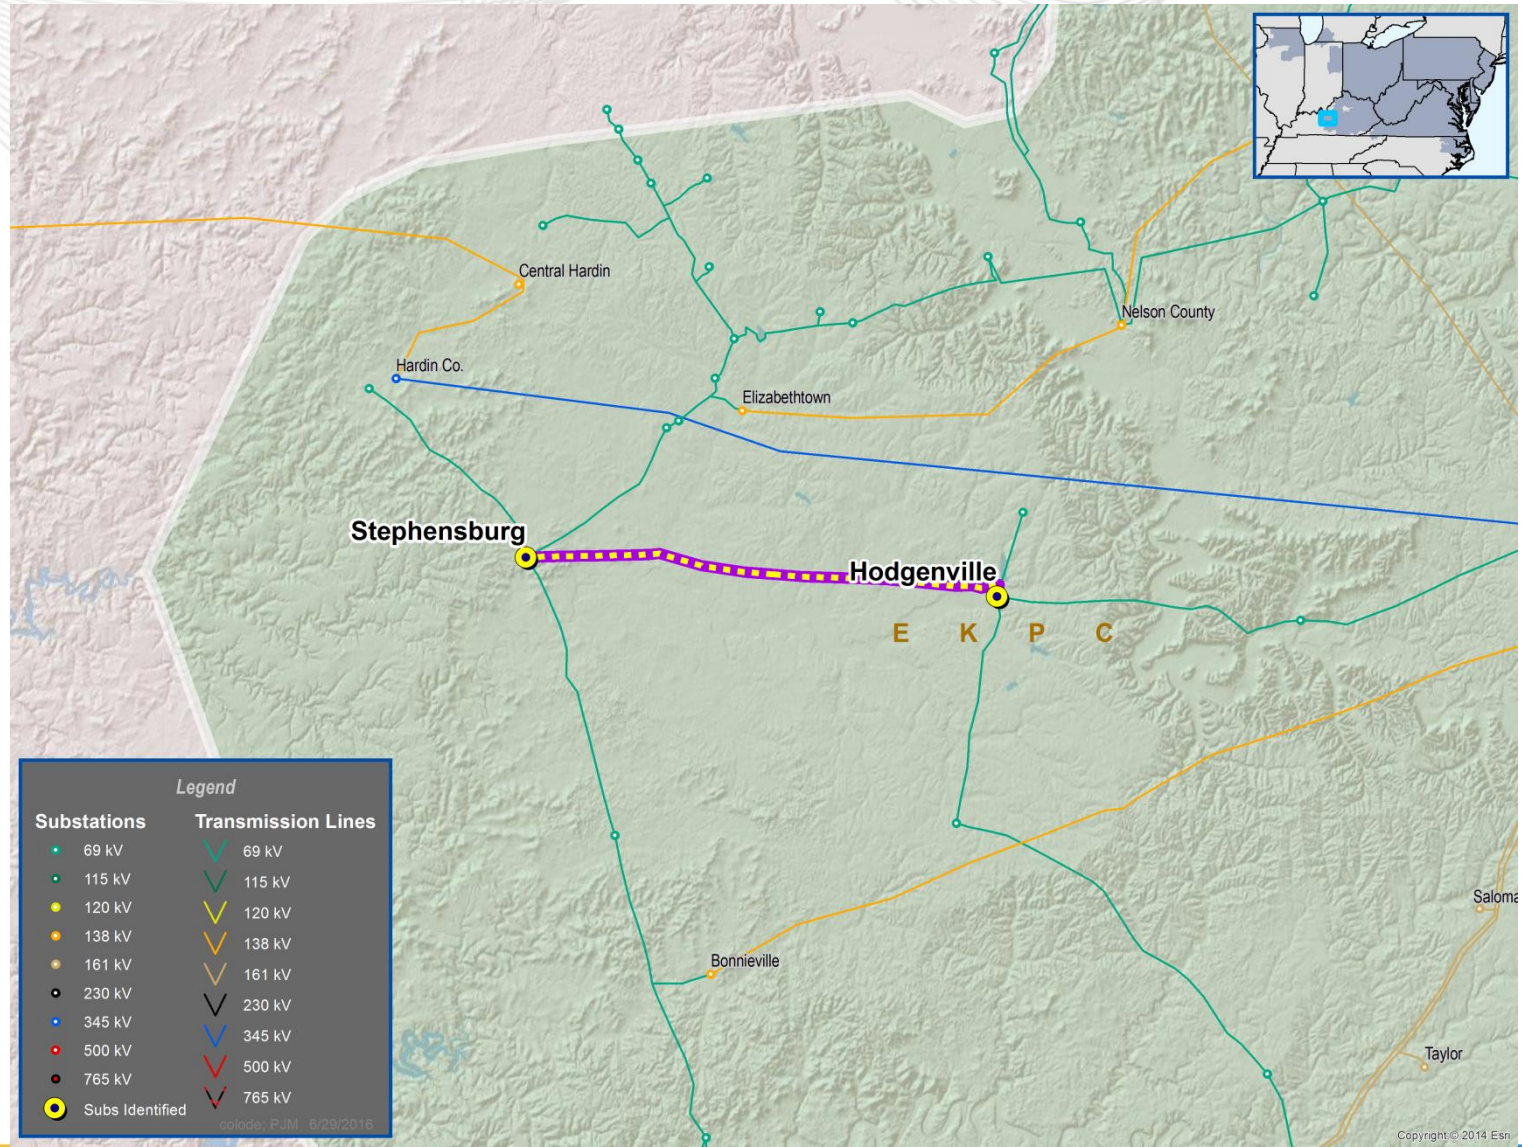 Central Hardin
Nelson County
Hardin Co.
Elizabethtown
Stephensburg
Hodgenville
E K P C
Bonnieville
Saloma
Taylor
Legend
Substations
69 kV
115 kV
120 kV
138 kV
161 kV
230 kV
345 kV
500 kV
765 kV
Subs Identified
Transmission Lines
69 kV
115 kV
120 kV
138 kV
161 kV
230 kV
345 kV
500 kV
765 kV
colode; PJM 6/29/2016
Copyright:© 2014 Esri